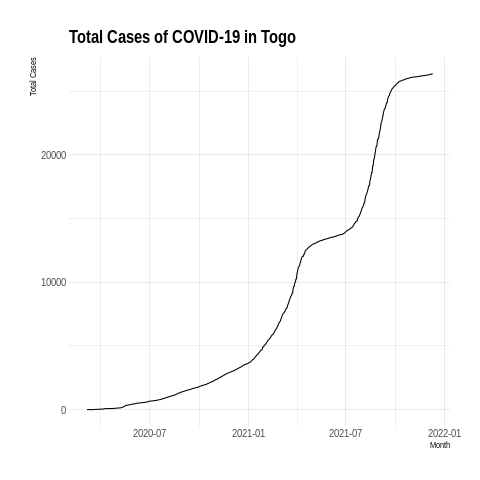 Total Cases of COVID-19 in Togo
Total Cases
20000
10000
0
2020-07 2021-01 2021-07 2022-01
Month